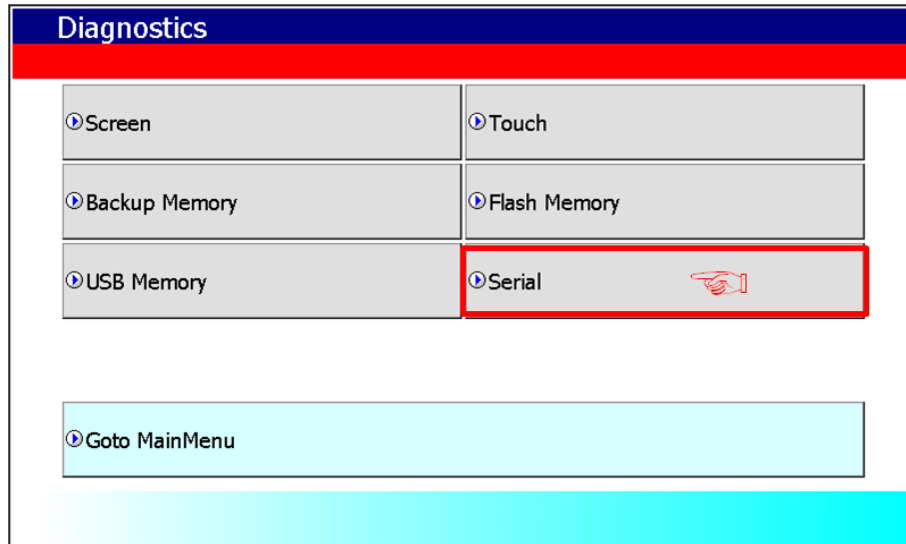 Diagnostics
Screen
Touch
Backup Memory
Flash Memory
USB Memory
Serial
Goto MainMenu